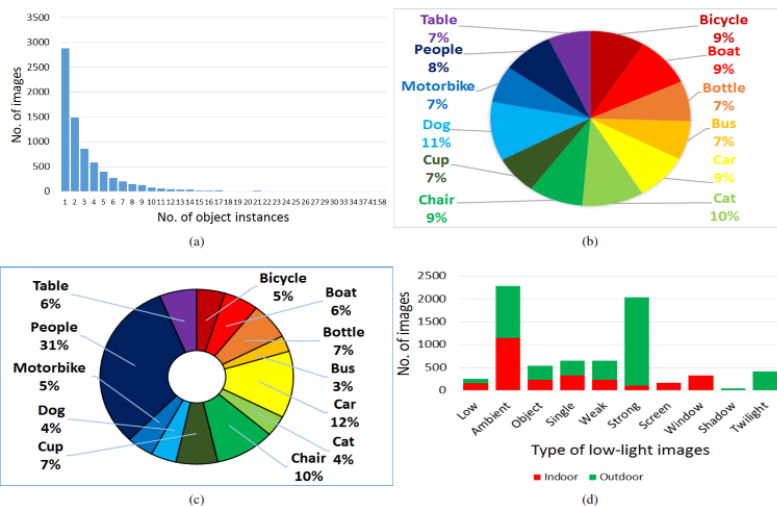 3500
3000
2500
2000
1500
1000
500
0
No. of images
1 2 3 4 5 6 7 8 9 10 11 12 13 14 15 16 17 18 19 20 21 22 23 24 25 26 27 28 29 30 31 32 33 34 37 41 58
No. of object instances
(a)
Table
7%
People
8%
Motorbike
7%
Dog
11%
Cup
7%
Chair
9%
Bicycle
9%
Boat
9%
Bottle
7%
Bus
7%
Car
9%
Cat
10%
(b)
Table
6%
People
31%
Motorbike
5%
Dog
4%
Cup
7%
Bicycle
5%
Boat
6%
Bottle
7%
Bus
3%
Car
12%
Cat
4%
Chair
10%
(c)
2500
2000
1500
1000
500
0
No. of images
Low
Ambient
Object
Single
Weak
Strong
Screen
Window
Shadow
Twilight
Type of low-light images
Indoor Outdoor
(d)